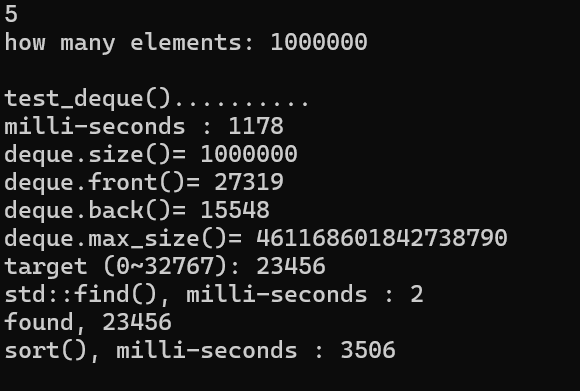 5
how many elements: 1000000

test_deque()..........
milli-seconds : 1178
deque.size()= 1000000
deque.front()= 27319
deque.back()= 15548
deque.max_size()= 461168601842738790
target (0~32767): 23456
std::find(), milli-seconds : 2
found, 23456
sort(), milli-seconds : 3506